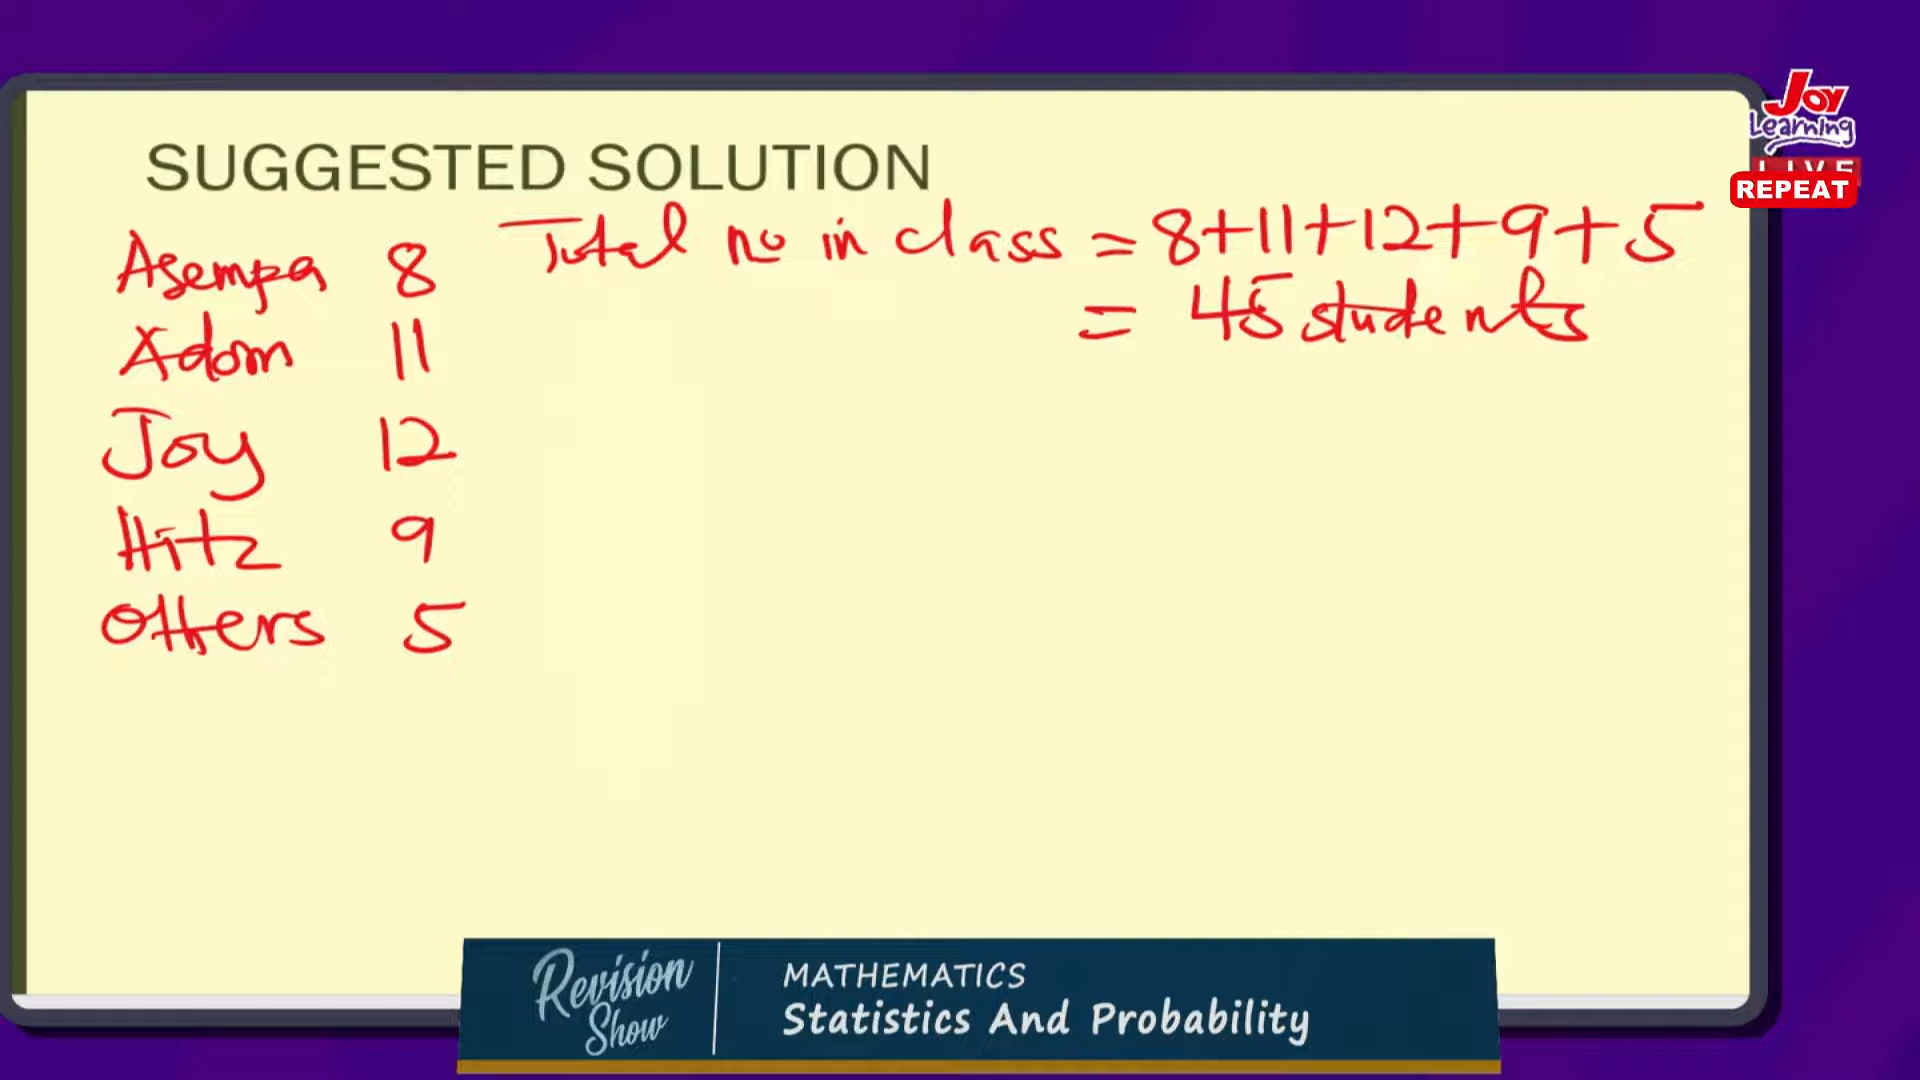 SUGGESTED SOLUTION
Asempa 8
Adom 11
Joy 12
Hitz 9
Others 5
Total no in class = 8+11+12+9+5
= 45 students
Joy
Learning
LIVE
REPEAT
Revision
Show
MATHEMATICS
Statistics And Probability